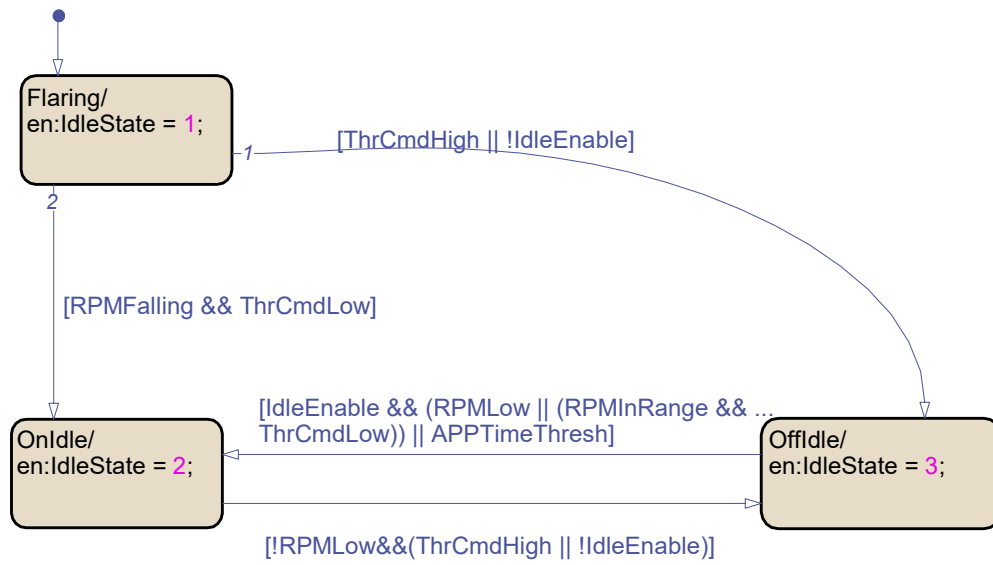 Flaring/
en:IdleState = 1;
1
[ThrCmdHigh || !IdleEnable]
2
[RPMFalling && ThrCmdLow]
[IdleEnable && (RPMLow || (RPMInRange && ...
ThrCmdLow)) || APPTimeThresh]
OnIdle/
en:IdleState = 2;
OffIdle/
en:IdleState = 3;
[!RPMLow&&(ThrCmdHigh || !IdleEnable)]